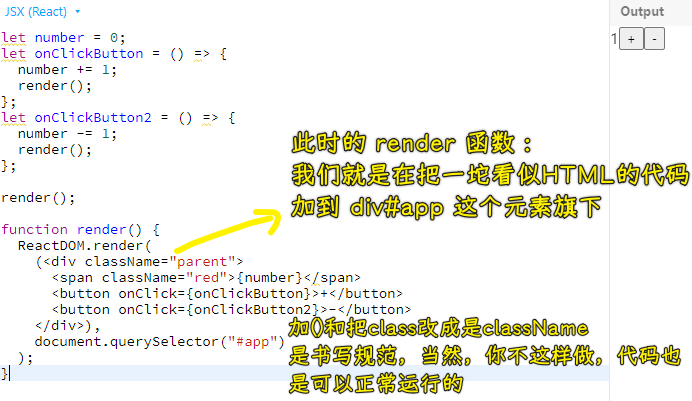 JSX (React)
Output
let number = 0;
let onClickButton = () => {
number += 1;
render();
};
let onClickButton2 = () => {
number -= 1;
render();
};
render();
function render() {
ReactDOM.render(
(<div className="parent">
<span className="red">{number}</span>
<button onClick={onClickButton}>+</button>
<button onClick={onClickButton2}>-</button>
</div>),
document.querySelector("#app")
);
}
1 + -
此时的 render 函数：
我们就是在把一坨看似HTML的代码
加到 div#app 这个元素旗下
加()和把class改成是className
是书写规范，当然，你不这样做，代码也
是可以正常运行的